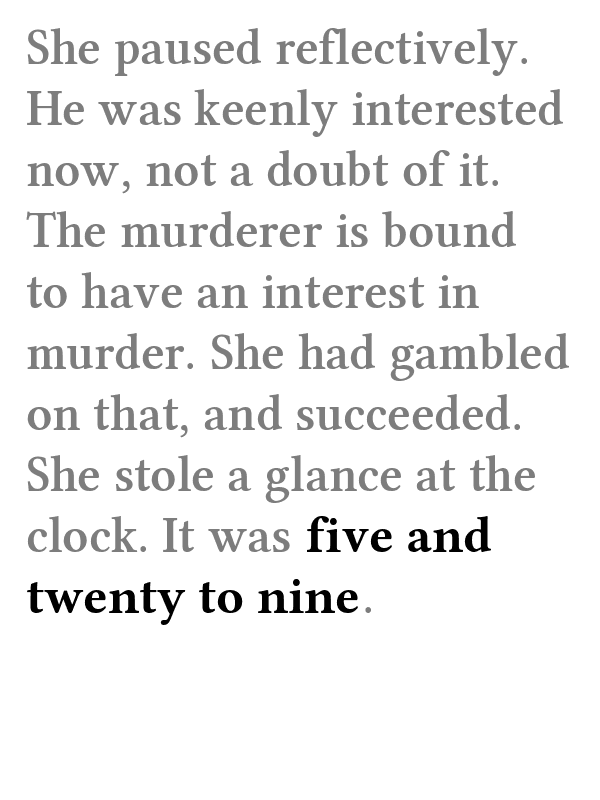 She paused reflectively.
He was keenly interested
now, not a doubt of it.
The murderer is bound
to have an interest in
murder. She had gambled
on that, and succeeded.
She stole a glance at the
clock. It was five and
twenty to nine.